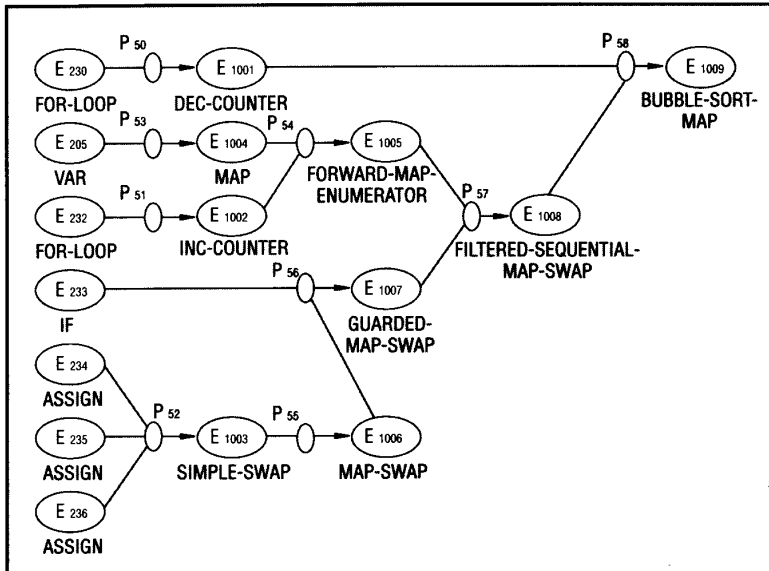 P 50
P 58
E 230
E 1001
E 1009
FOR-LOOP
DEC-COUNTER
BUBBLE-SORT-
MAP
P 53
P 54
E 205
E 1004
E 1005
VAR
MAP
FORWARD-MAP-
ENUMERATOR
P 51
P 57
E 232
E 1002
E 1008
FOR-LOOP
INC-COUNTER
FILTERED-SEQUENTIAL-
MAP-SWAP
P 56
E 233
E 1007
IF
GUARDED-
MAP-SWAP
E 234
ASSIGN
P 52
P 55
E 235
E 1003
E 1006
ASSIGN
SIMPLE-SWAP
MAP-SWAP
E 236
ASSIGN